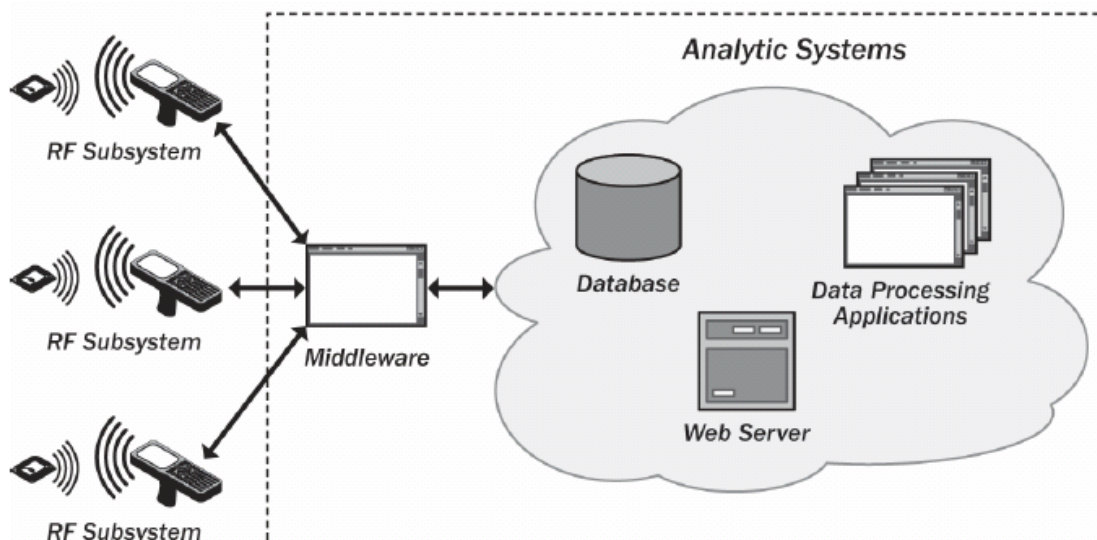 Analytic Systems
RF Subsystem
RF Subsystem
RF Subsystem
Middleware
Database
Data Processing
Applications
Web Server